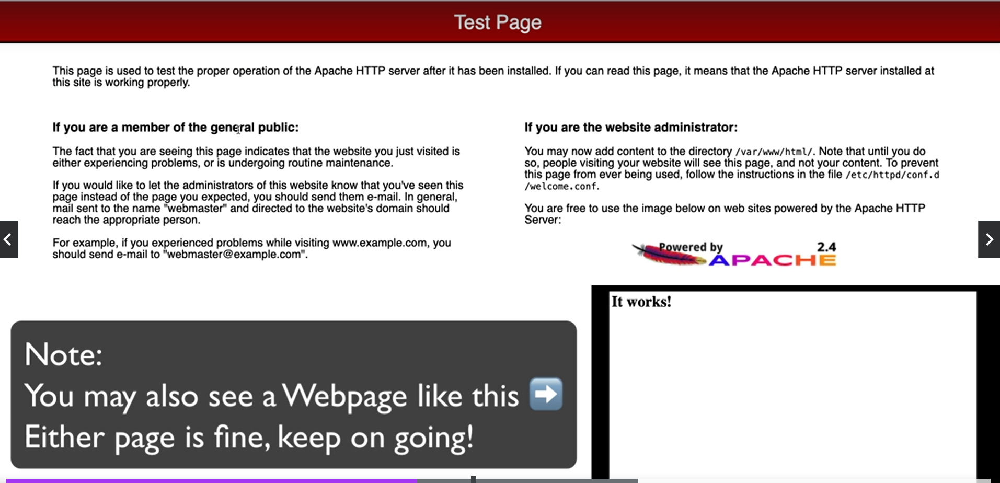 Test Page
This page is used to test the proper operation of the Apache HTTP server after it has been installed. If you can read this page, it means that the Apache HTTP server installed at
this site is working properly.
If you are a member of the general public:
The fact that you are seeing this page indicates that the website you just visited is
either experiencing problems, or is undergoing routine maintenance.
If you would like to let the administrators of this website know that you've seen this
page instead of the page you expected, you should send them e-mail. In general,
mail sent to the name "webmaster" and directed to the website's domain should
reach the appropriate person.
For example, if you experienced problems while visiting www.example.com, you
should send e-mail to "webmaster@example.com".
If you are the website administrator:
You may now add content to the directory /var/www/html/. Note that until you do
so, people visiting your website will see this page, and not your content. To prevent
this page from ever being used, follow the instructions in the file /etc/httpd/conf.d
/welcome.conf.
You are free to use the image below on web sites powered by the Apache HTTP
Server:
Powered by 2.4
APACHE
It works!
Note:
You may also see a Webpage like this ➡️
Either page is fine, keep on going!